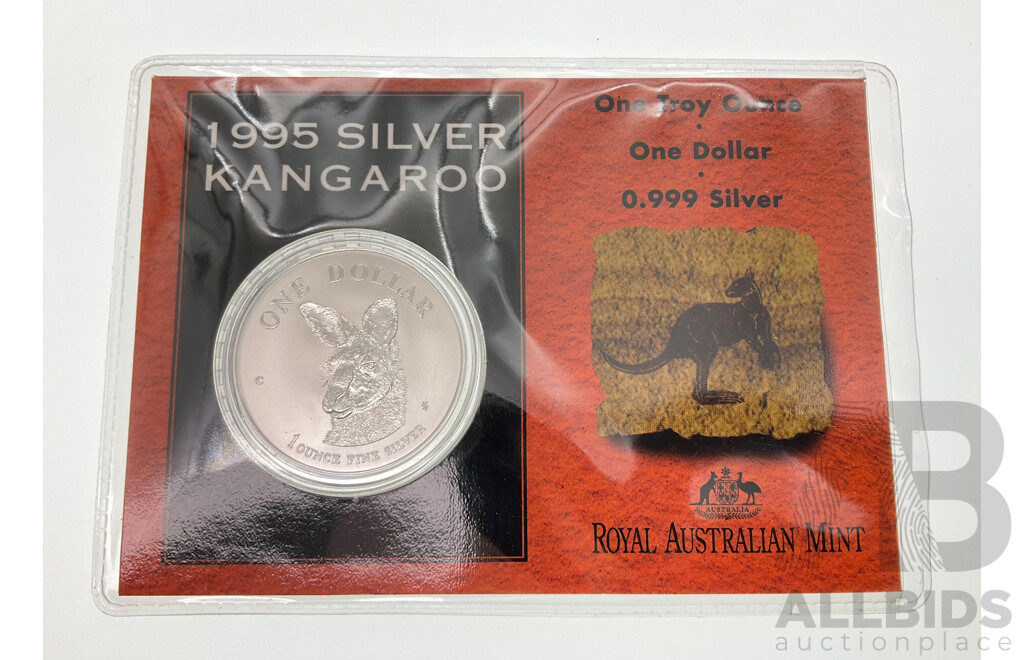 1995 SILVER
KANGAROO
ONE DOLLAR
C
1 OUNCE FINE SILVER
One Troy Ounce
•
One Dollar
•
0.999 Silver
AUSTRALIA
ROYAL AUSTRALIAN MINT
B
ALLBIDS
auctionplace